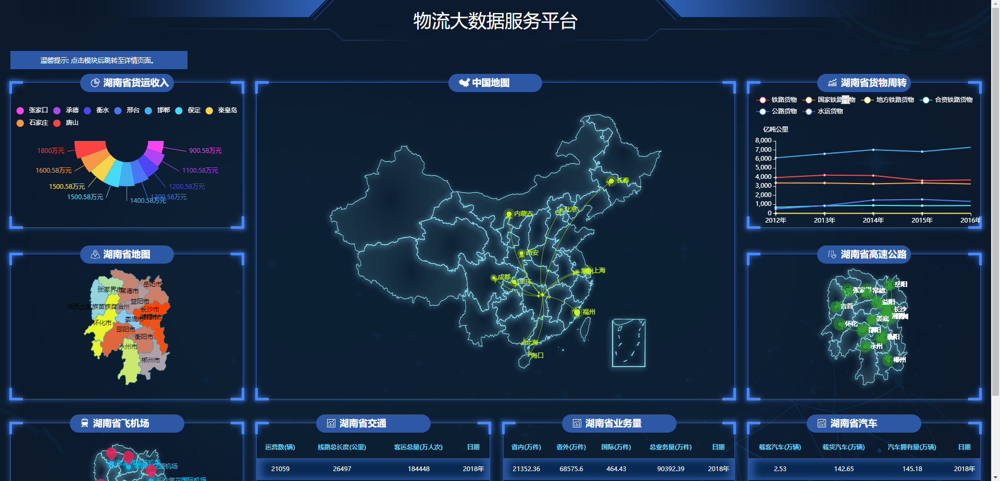 物流大数据服务平台
温馨提示: 点击模块后跳转至详情页面。
湖南省货运收入
张家口 承德 衡水 邢台 邯郸 保定 秦皇岛
石家庄 唐山
1800万元
900.58万元
1600.58万元
1100.58万元
1500.58万元
1200.58万元
1500.58万元
1300.58万元
1400.58万元
中国地图
长春
内蒙古
北京
西安
上海
成都
重庆
福州
北海
海口
湖南省货物周转量
铁路货物 国家铁路货物 地方铁路货物 合资铁路货物
公路货物 水运货物
亿吨公里
8,000
7,000
6,000
5,000
4,000
3,000
2,000
1,000
0
2012年 2013年 2014年 2015年 2016年
湖南省地图
岳阳市
张家界市
常德市
益阳市
湘西土家族苗族自治州
长沙市
娄底市
怀化市
邵阳市
衡阳市
永州市
郴州市
湖南省高速公路
岳阳
张家界
常德
益阳
吉首
长沙
娄底
怀化
永州
郴州
湖南省飞机场
长沙黄花国际机场
湖南省交通
运营数(辆) 线路总长度(公里) 客运总量(万人次) 日期
21059 26497 184448 2018年
湖南省业务量
省内(万件) 省外(万件) 国际(万件) 总业务量(万件) 日期
21352.36 68575.6 464.43 90392.39 2018年
湖南省汽车
载客汽车(万辆) 载货汽车(万辆) 汽车拥有量(万辆) 日期
2.53 142.65 145.18 2018年